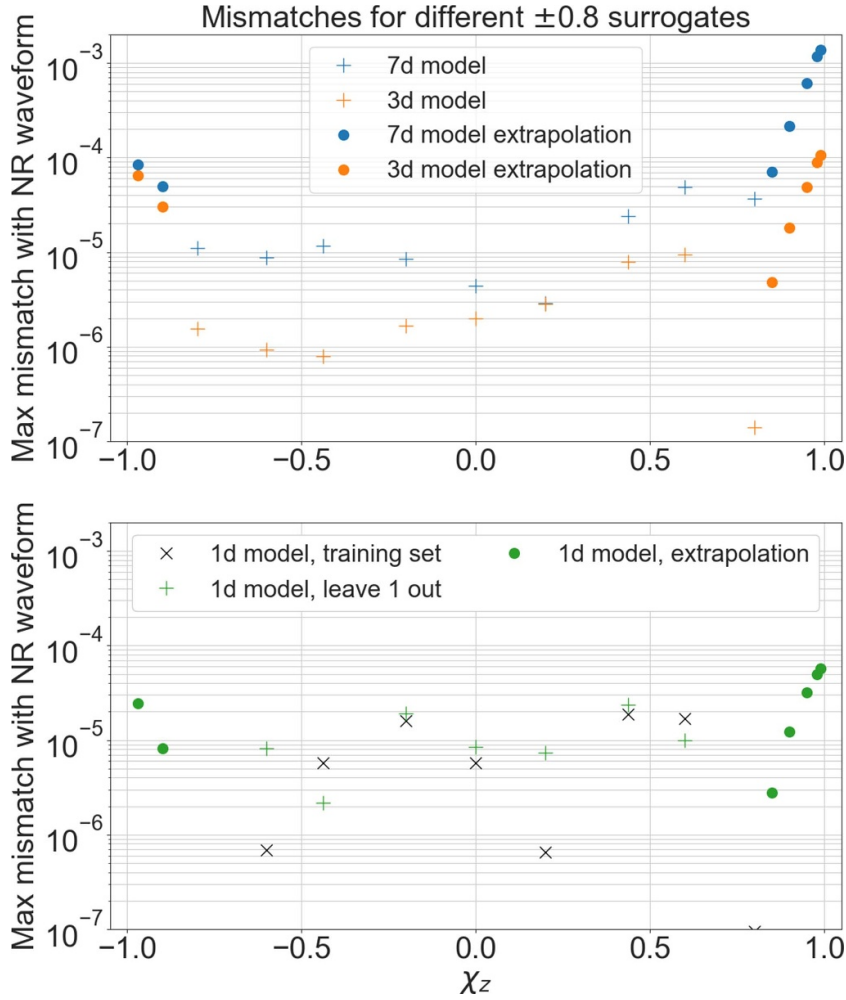 Mismatches for different ±0.8 surrogates
Max mismatch with NR waveform
10⁻³
10⁻⁴
10⁻⁵
10⁻⁶
10⁻⁷
7d model
3d model
7d model extrapolation
3d model extrapolation
−1.0 −0.5 0.0 0.5 1.0
Max mismatch with NR waveform
10⁻³
10⁻⁴
10⁻⁵
10⁻⁶
10⁻⁷
1d model, training set
1d model, leave 1 out
1d model, extrapolation
−1.0 −0.5 0.0 0.5 1.0
χz